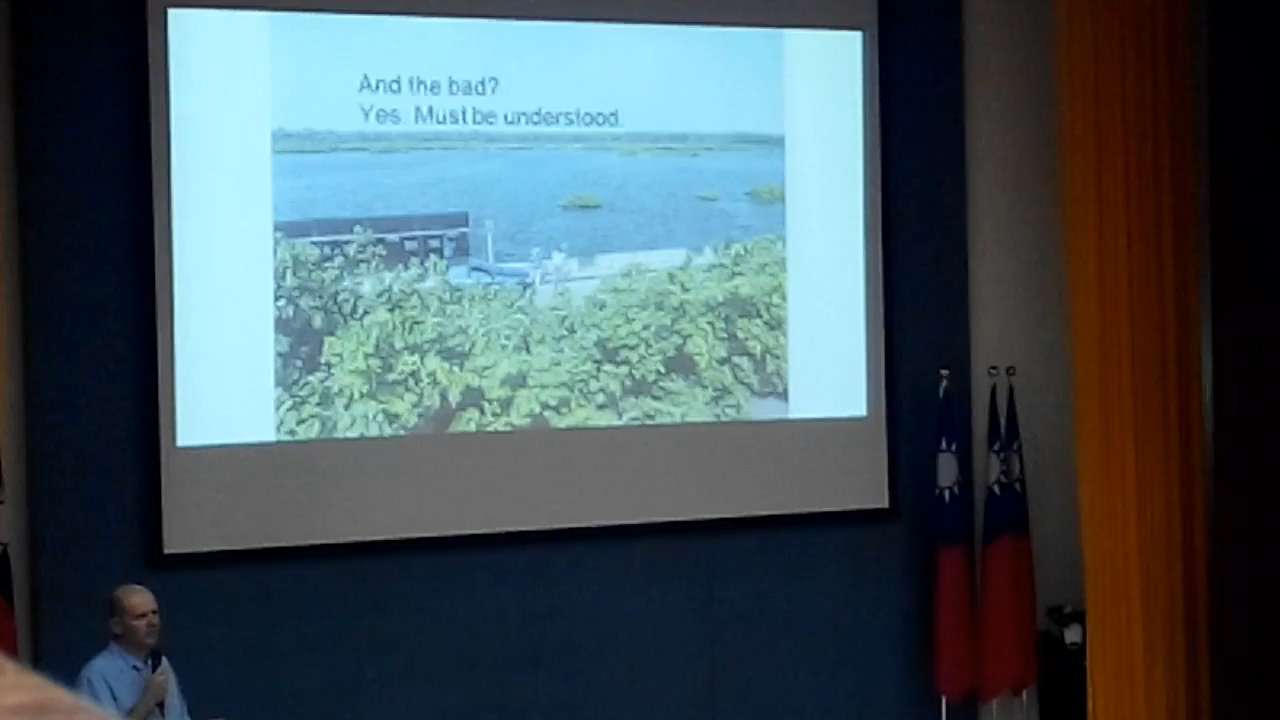 And the bad?
Yes. Must be understood.